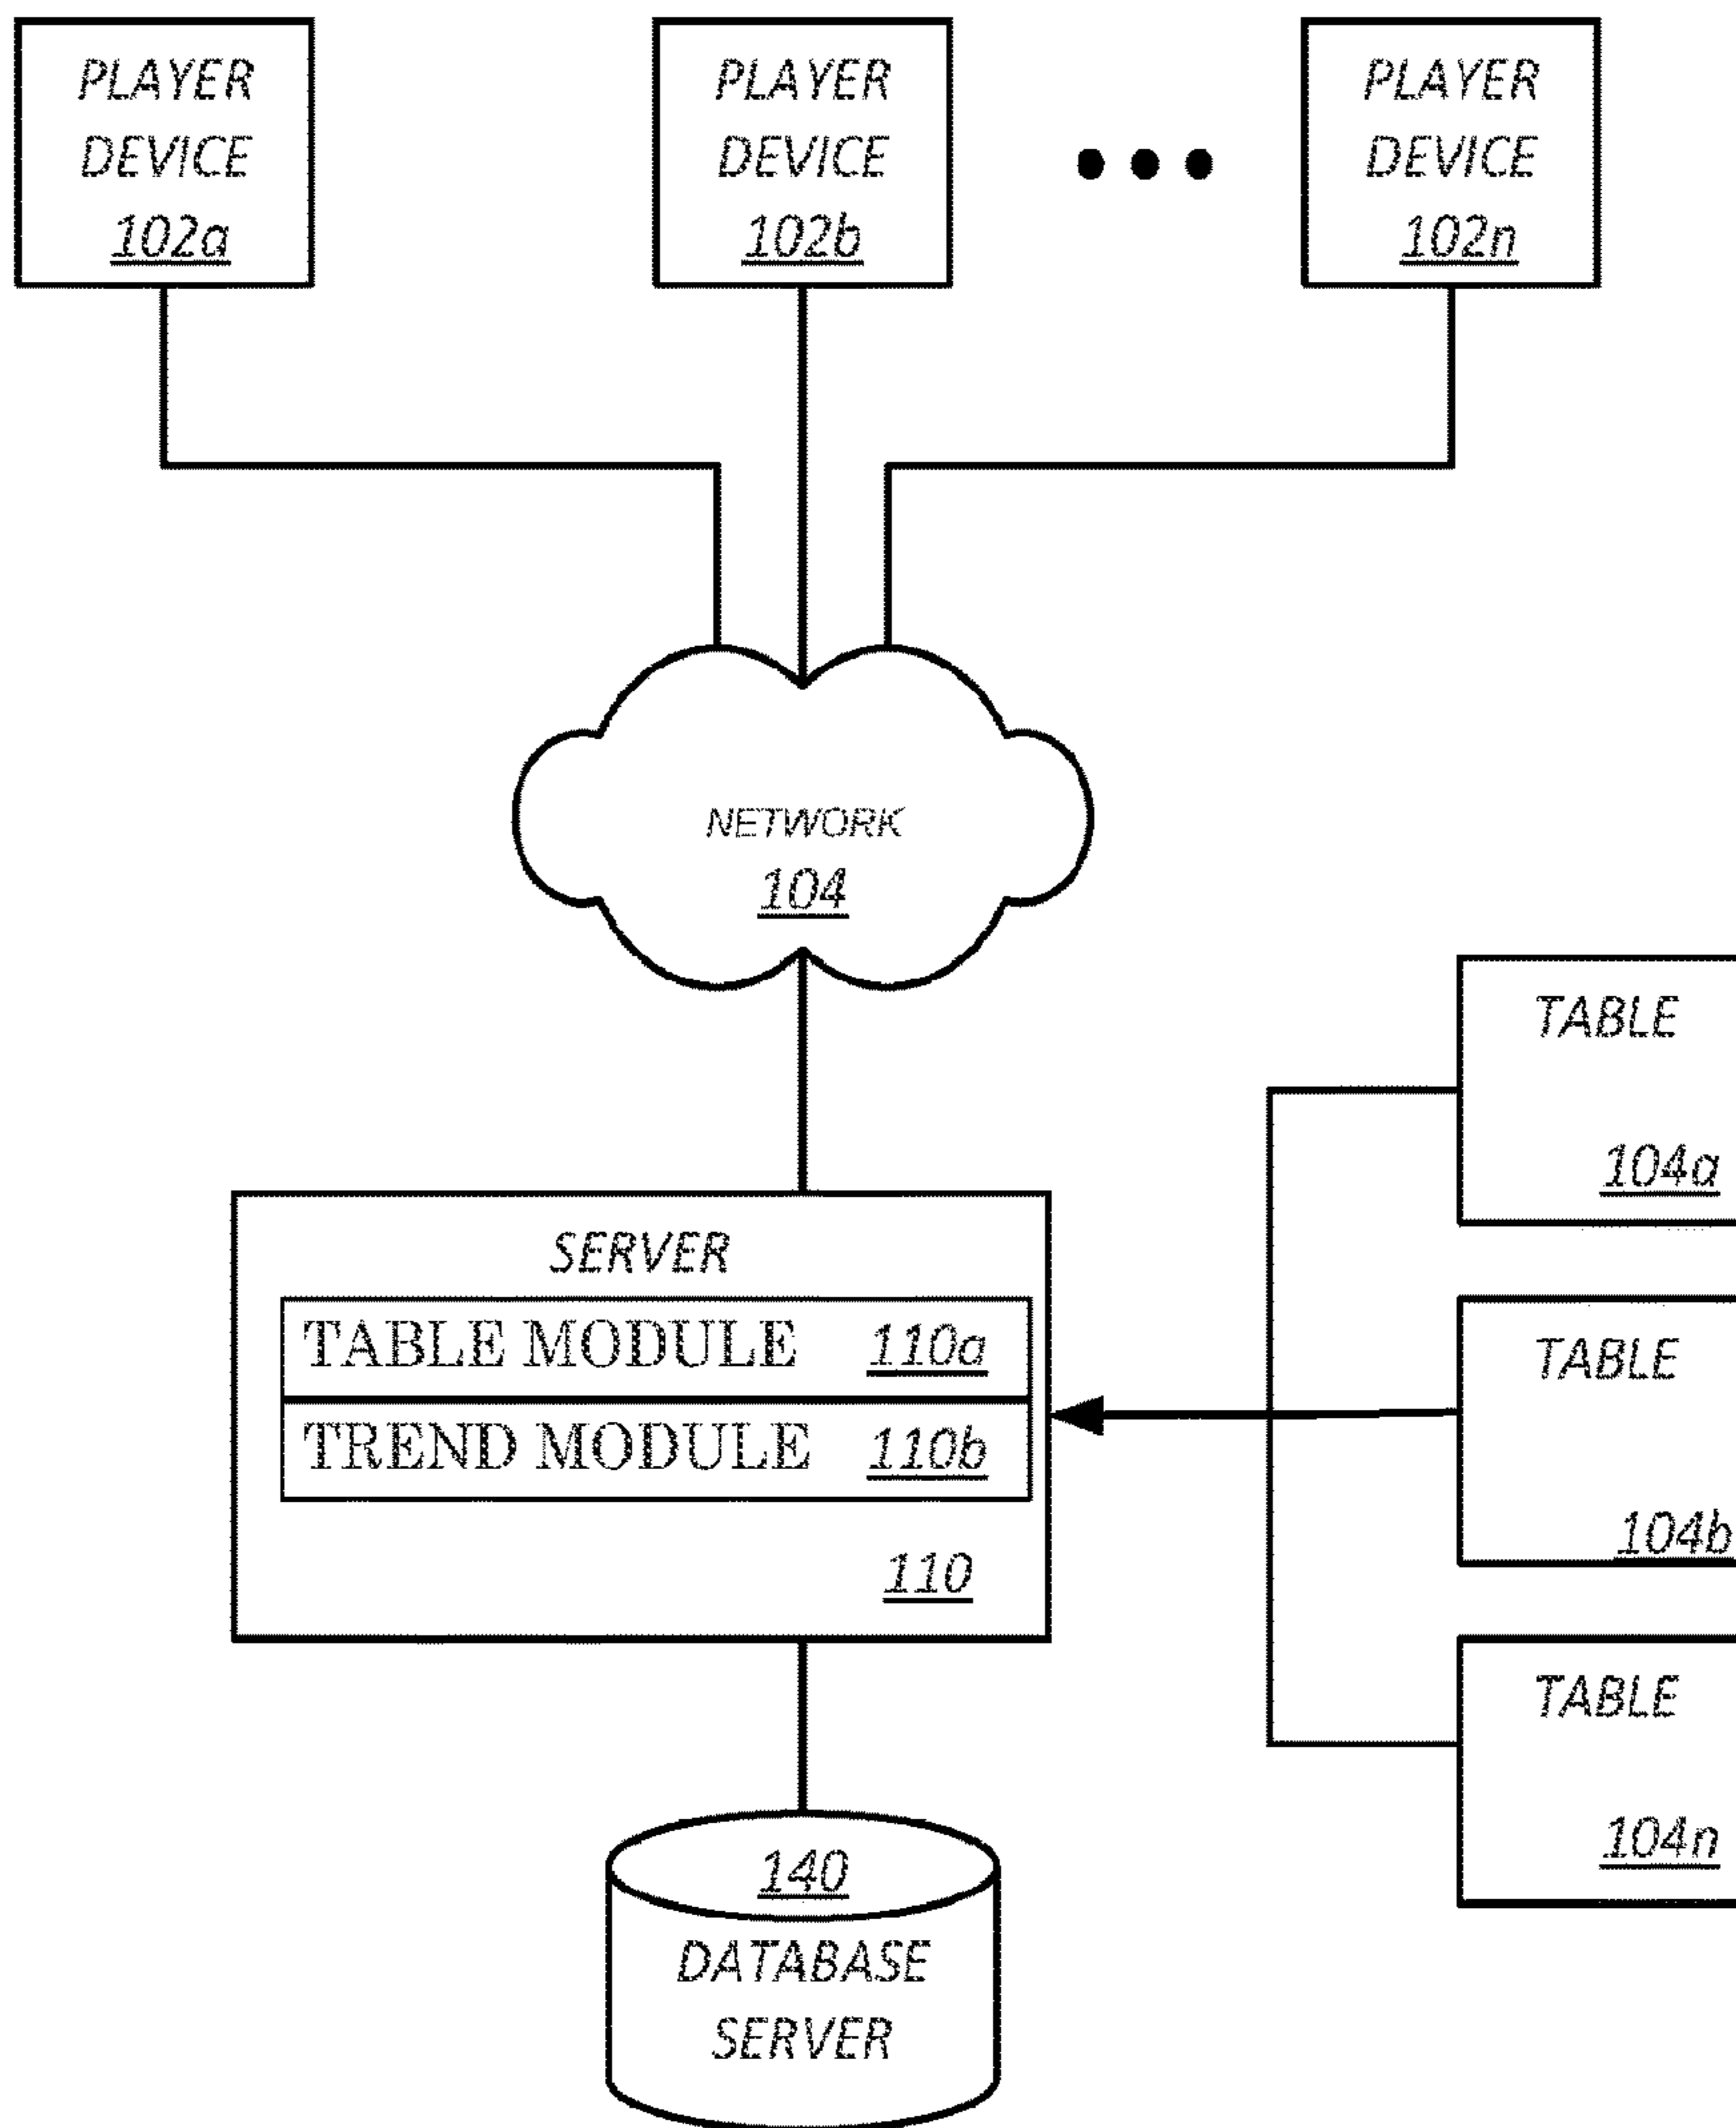 PLAYER
DEVICE
102a
PLAYER
DEVICE
102b
PLAYER
DEVICE
102n
NETWORK
104
TABLE
104a
SERVER
TABLE MODULE 110a
TREND MODULE 110b
110
TABLE
104b
TABLE
104n
140
DATABASE
SERVER